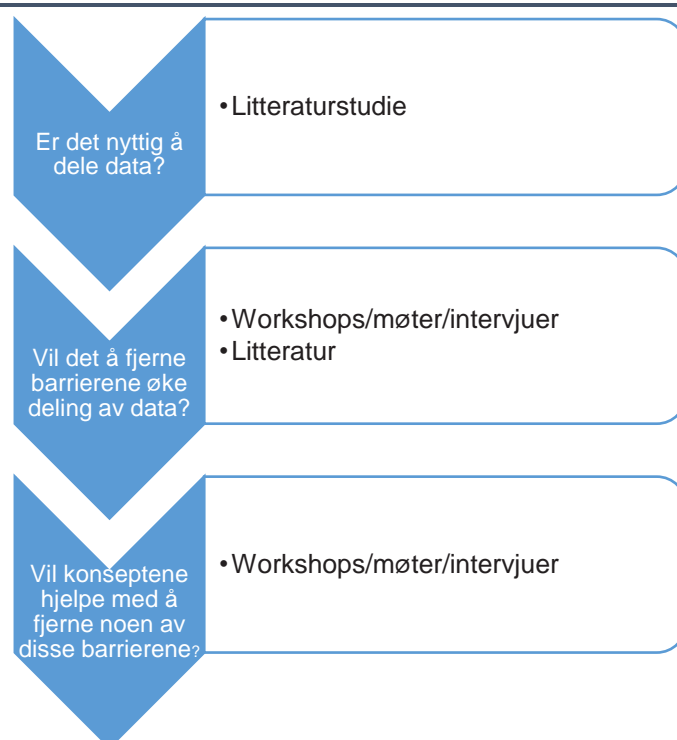 Er det nyttig å
dele data?
•Litteraturstudie
Vil det å fjerne
barrierene øke
deling av data?
•Workshops/møter/intervjuer
•Litteratur
Vil konseptene
hjelpe med å
fjerne noen av
disse barrierene?
•Workshops/møter/intervjuer